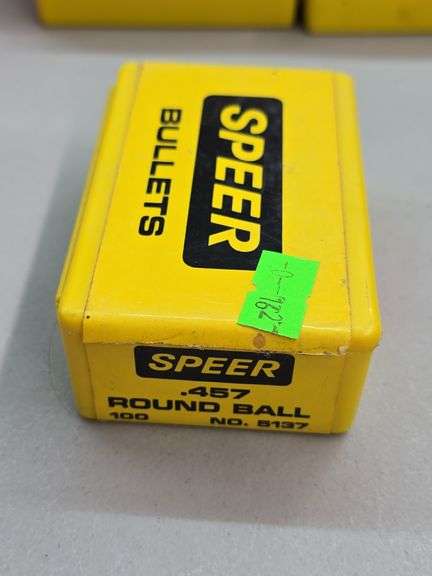 SPEER
BULLETS
SPEER
.457
ROUND BALL
100 NO. 5137